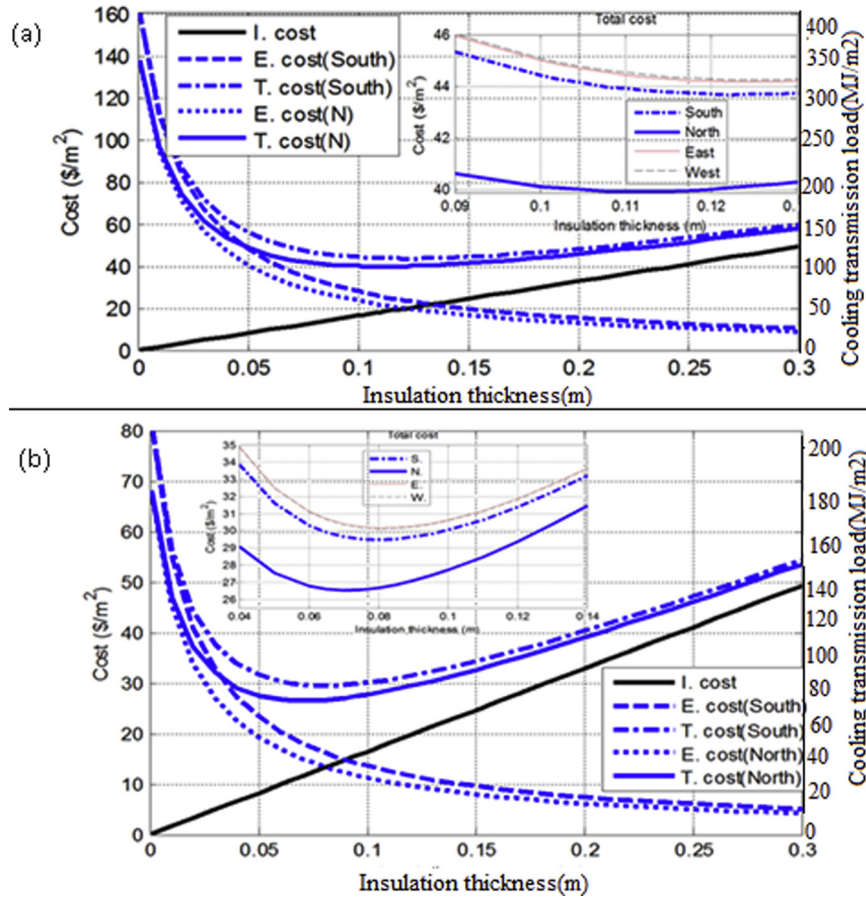 (a)
160
140
120
100
80
60
40
20
0
Cost ($/m²)
I. cost
E. cost(South)
T. cost(South)
E. cost(N)
T. cost(N)
Total cost
46
44
42
40
Cost ($/m²)
South
North
East
West
0.09 0.1 0.11 0.12 0.
Insulation thickness (m)
400
350
300
250
200
150
100
50
0
Cooling transmission load(MJ/m2)
0 0.05 0.1 0.15 0.2 0.25 0.3
Insulation thickness(m)
(b)
80
70
60
50
40
30
20
10
0
Cost ($/m²)
Total cost
35
34
33
32
31
30
29
28
27
26
Cost ($/m²)
S.
N.
E.
W.
0.04 0.06 0.08 0.1 0.12 0.14
Insulation thickness (m)
I. cost
E. cost(South)
T. cost(South)
E. cost(North)
T. cost(North)
200
180
160
140
120
100
80
60
40
20
0
Cooling transmission load(MJ/m2)
0 0.05 0.1 0.15 0.2 0.25 0.3
Insulation thickness(m)